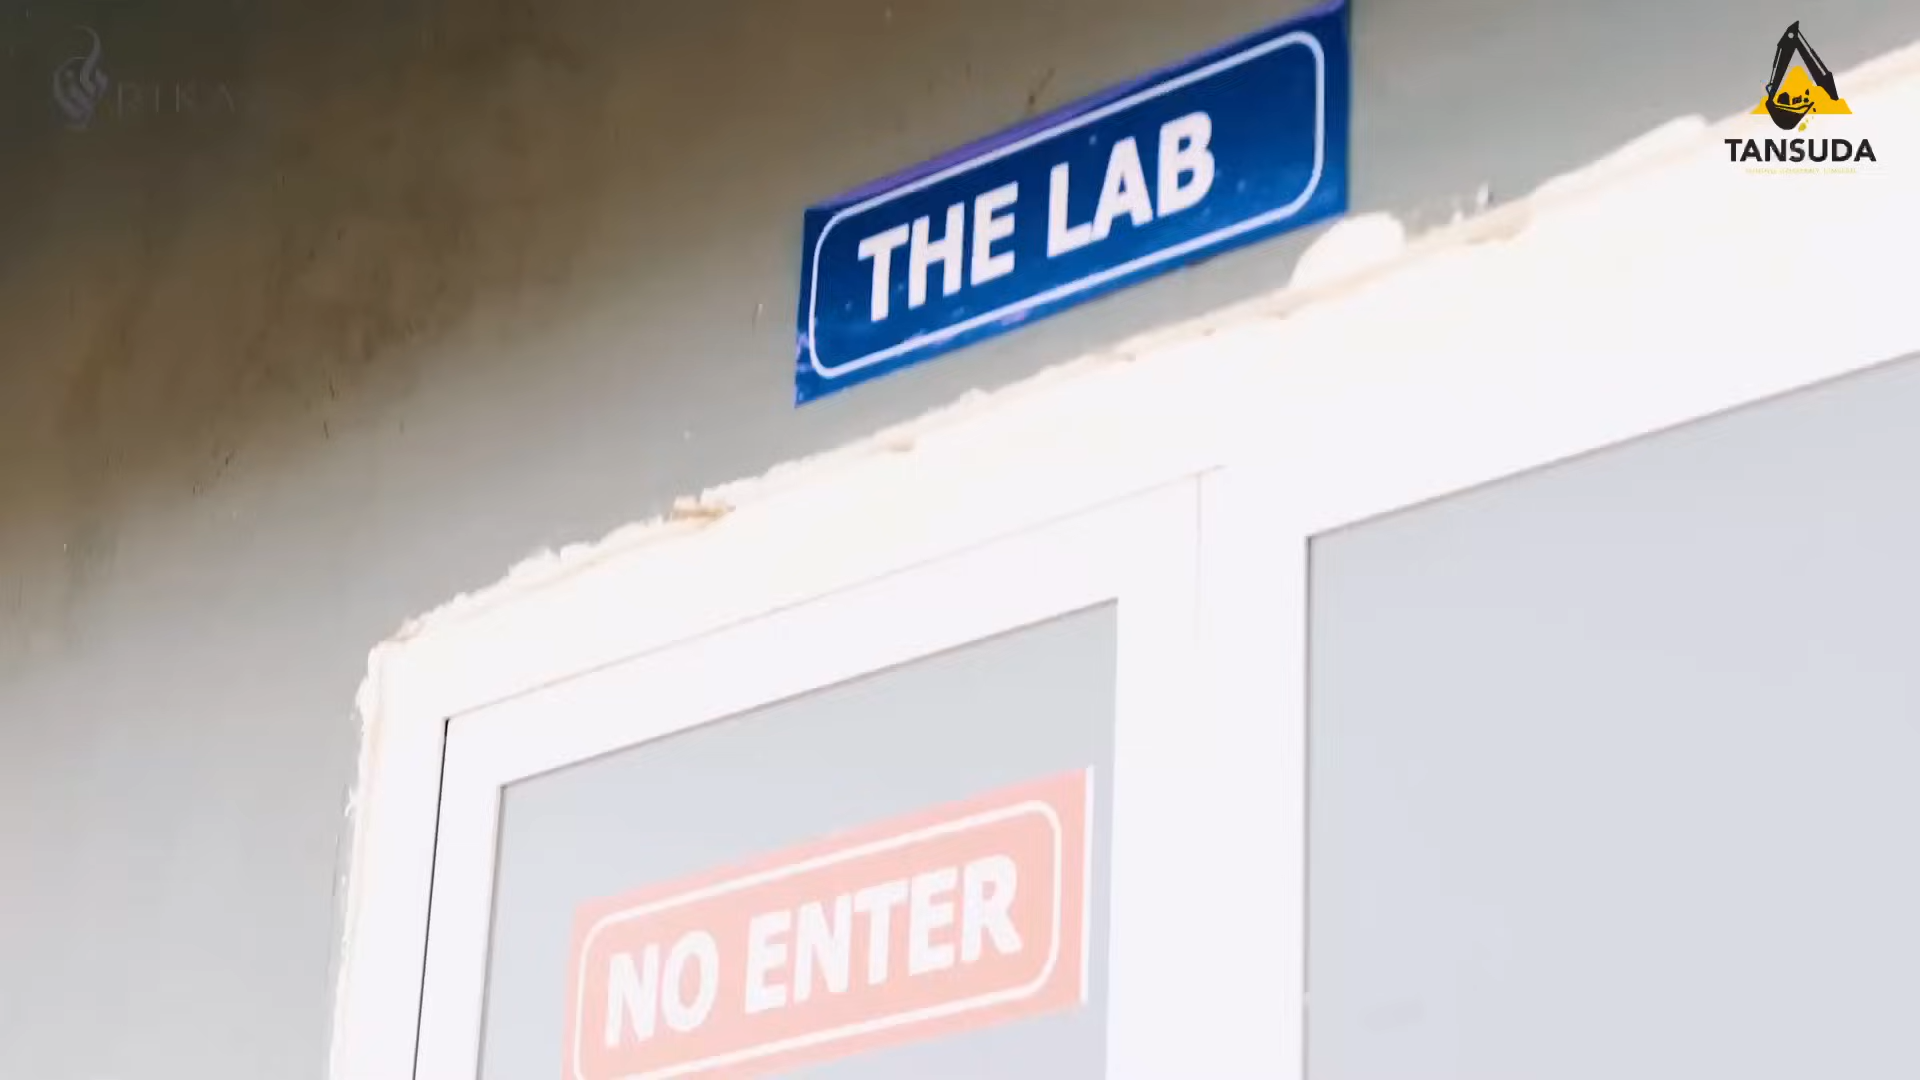 TANSUDA
THE LAB
NO ENTER